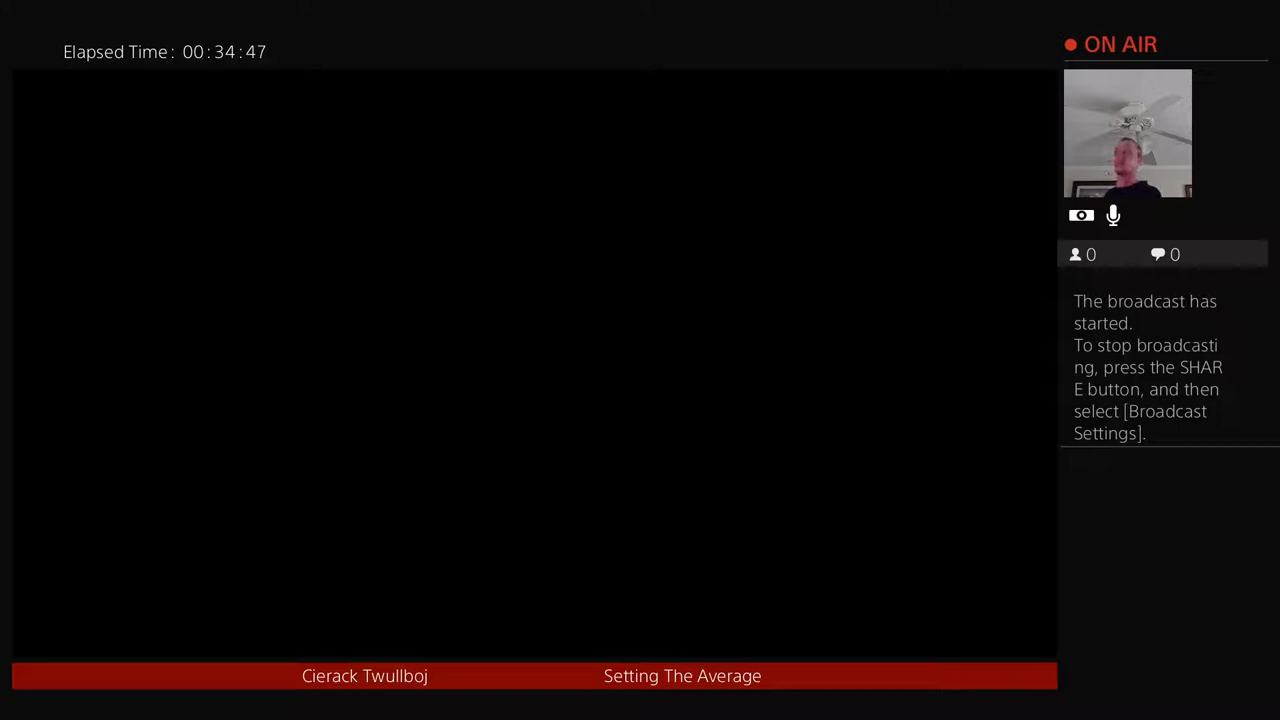 Elapsed Time: 00:34:47
ON AIR
0 0
The broadcast has
started.
To stop broadcasti
ng, press the SHAR
E button, and then
select [Broadcast
Settings].
Cierack Twullboj Setting The Average